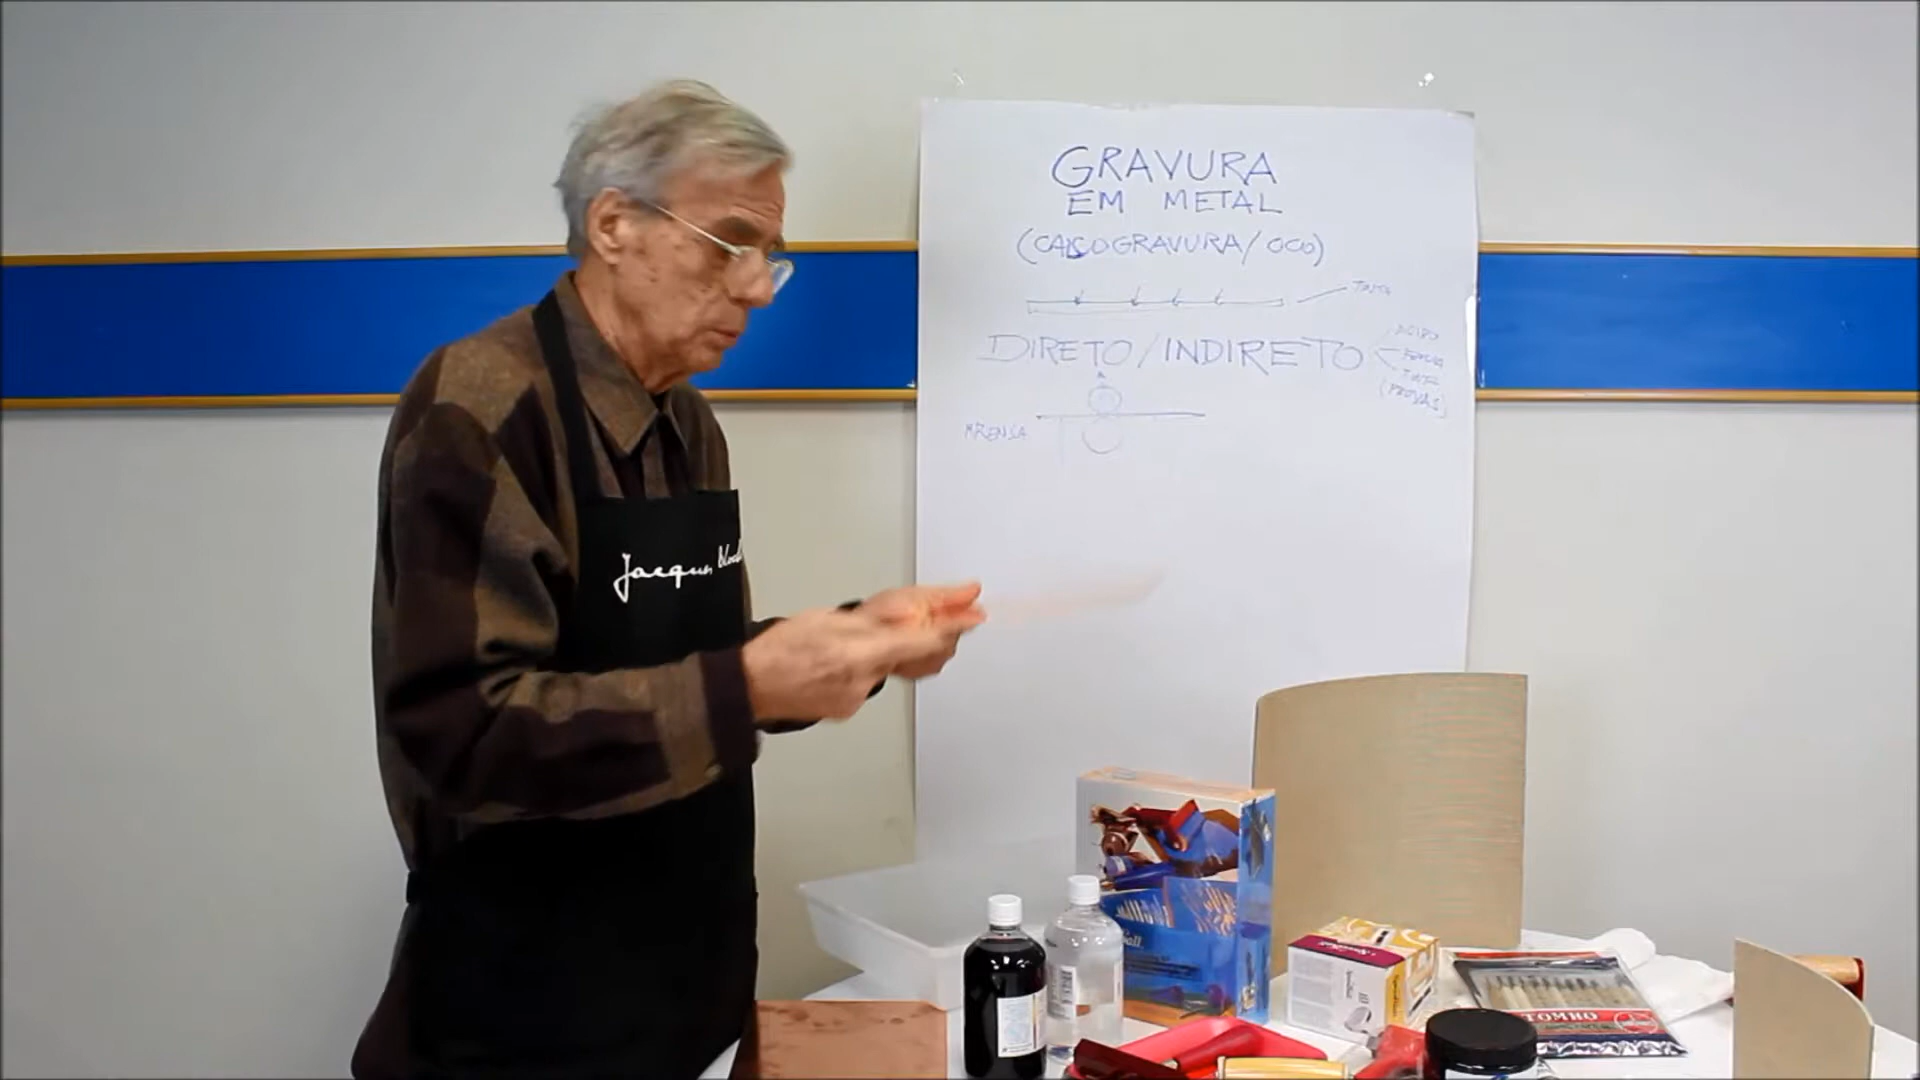 GRAVURA
EM METAL
(CALCOGRAVURA/OCO)
TINTA
DIRETO/INDIRETO
ÁCIDO
TINTA
(PROVAS)
PRENSA
Jacques
TOMBO